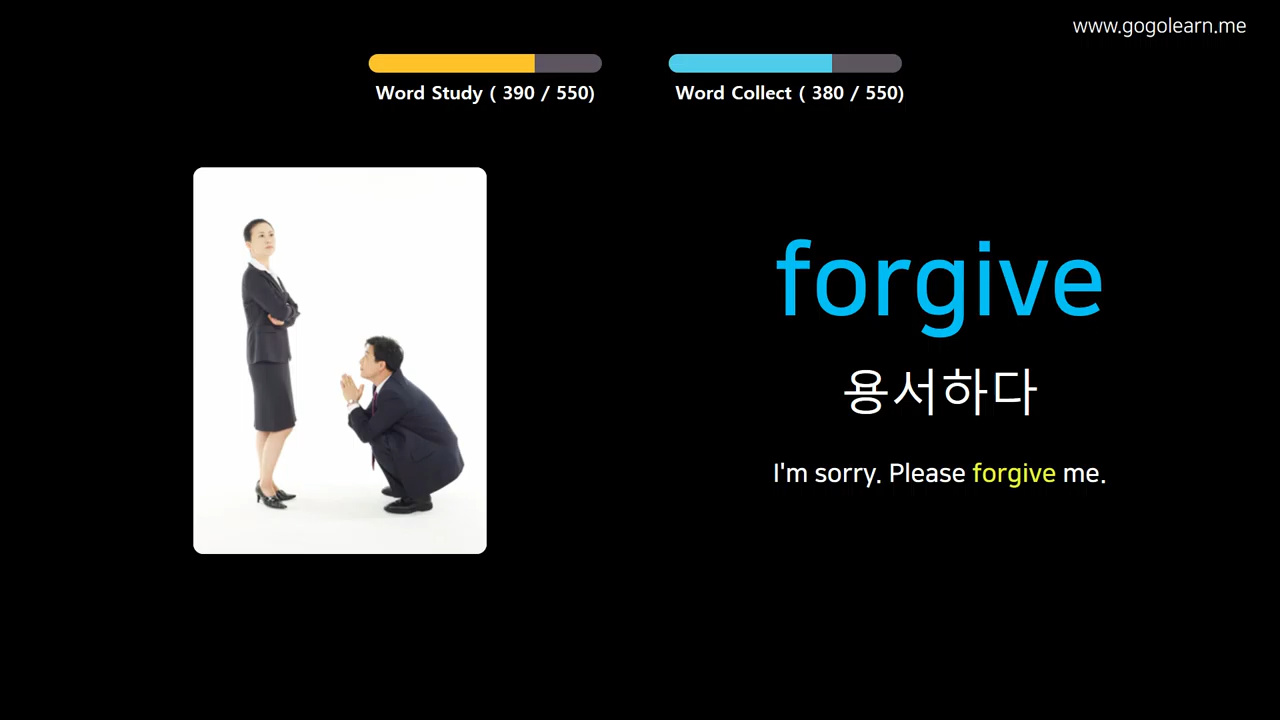 www.gogolearn.me
Word Study ( 390 / 550)
Word Collect ( 380 / 550)
forgive
용서하다
I'm sorry. Please forgive me.